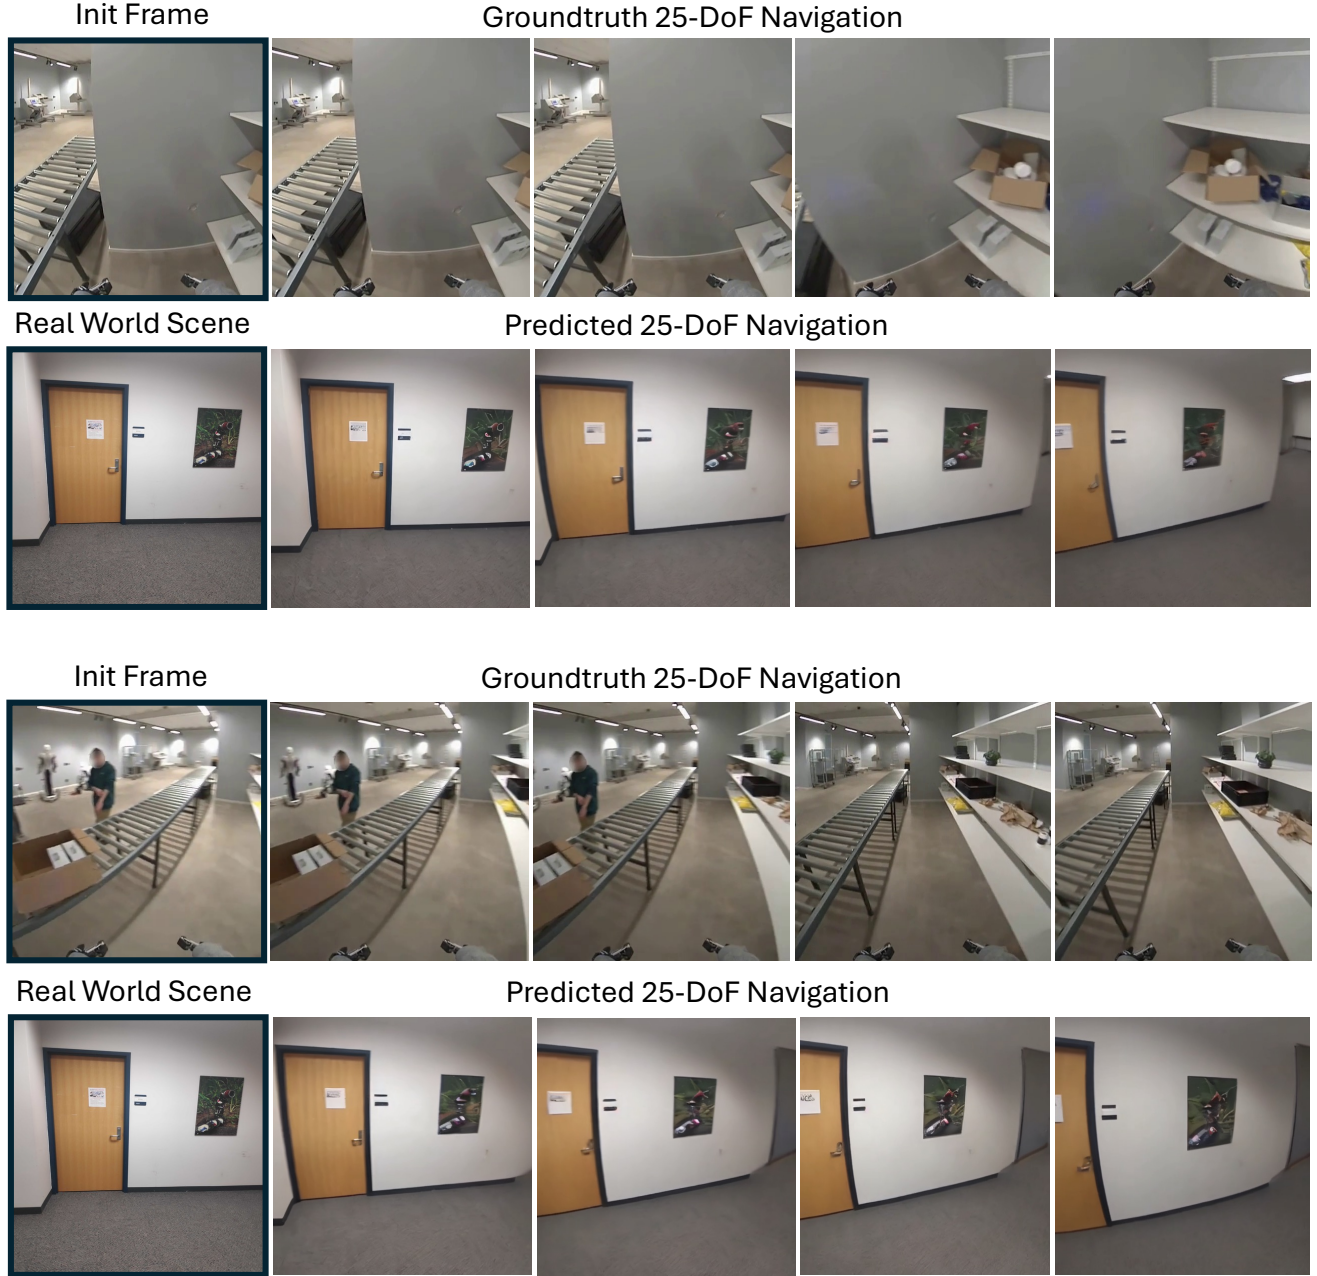 Init Frame
Groundtruth 25-DoF Navigation
Real World Scene
Predicted 25-DoF Navigation
Init Frame
Groundtruth 25-DoF Navigation
Real World Scene
Predicted 25-DoF Navigation